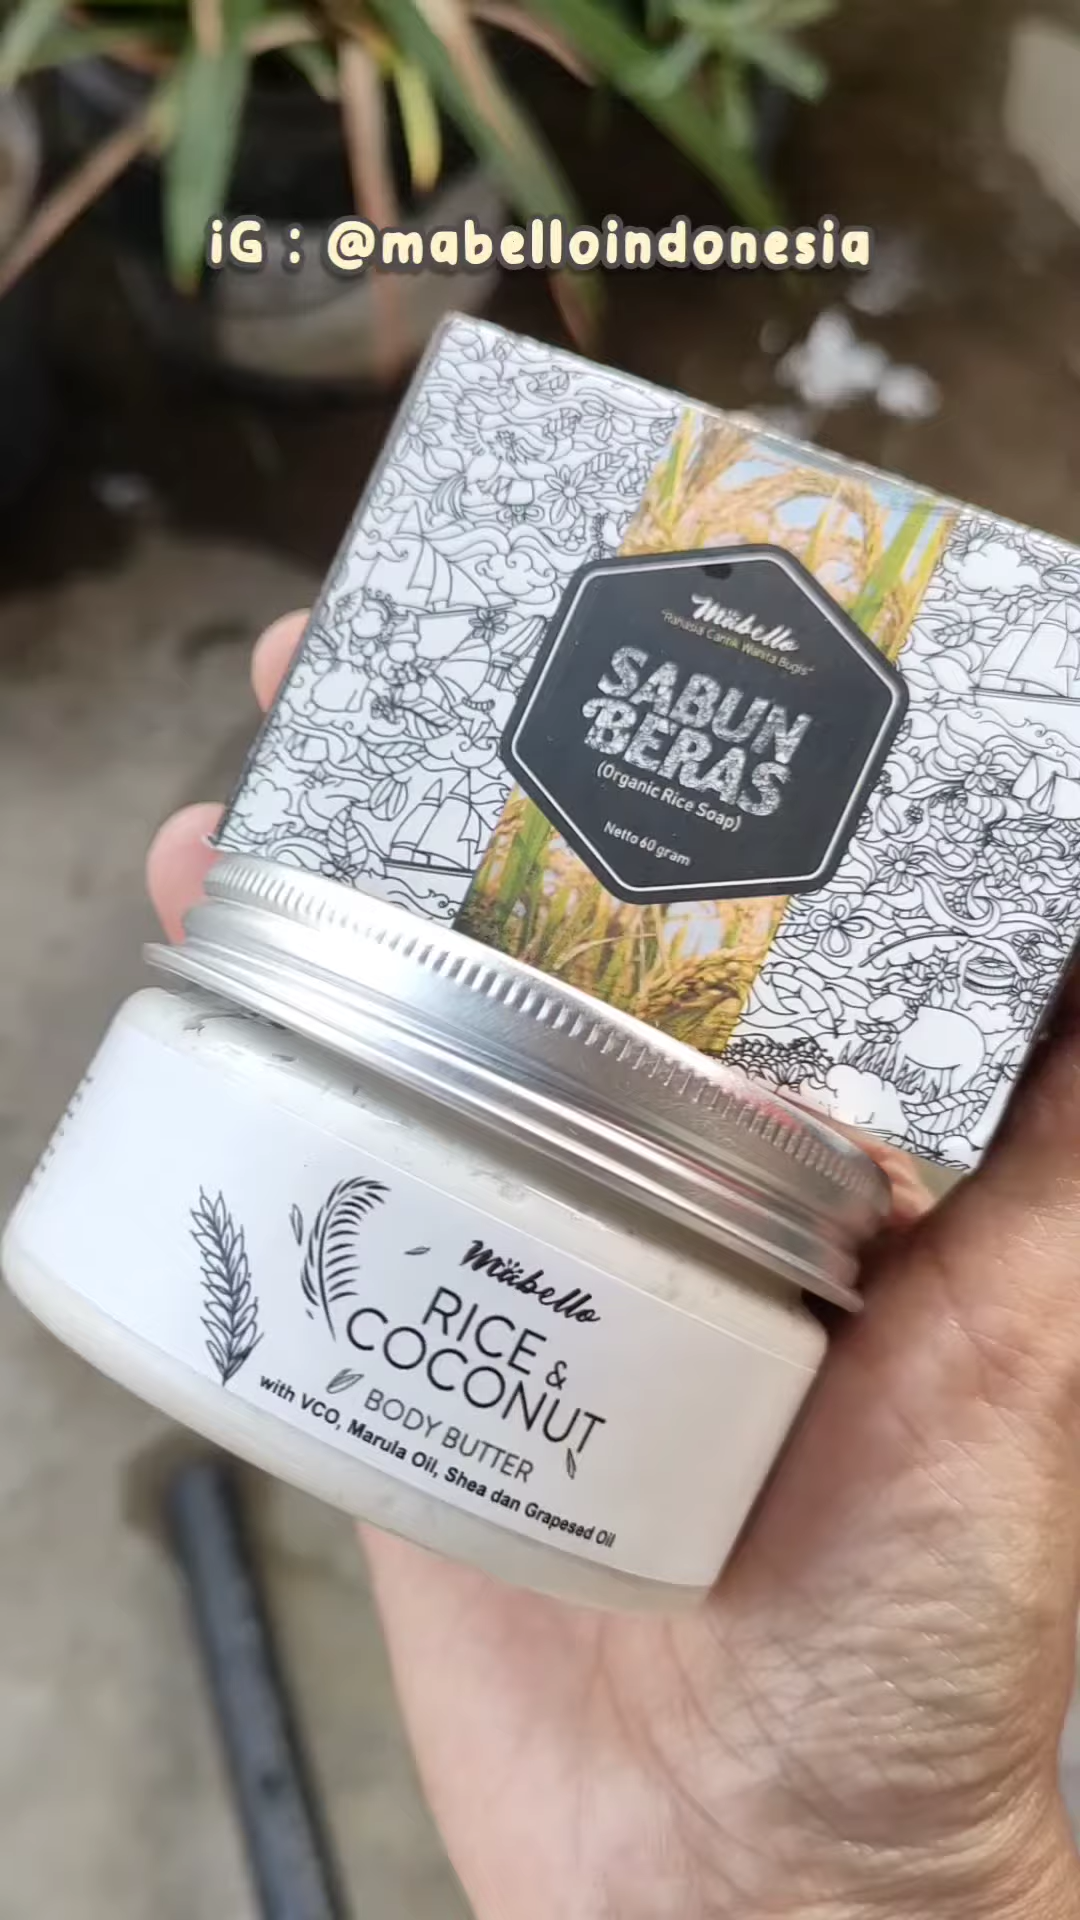 iG : @mabelloindonesia
Mabello
"Rahasia Cantik Wanita Bugis"
SABUN
BERAS
(Organic Rice Soap)
Netto 60 gram
Mabello
RICE &
COCONUT
BODY BUTTER
with VCO, Marula Oil, Shea dan Grapesed Oil